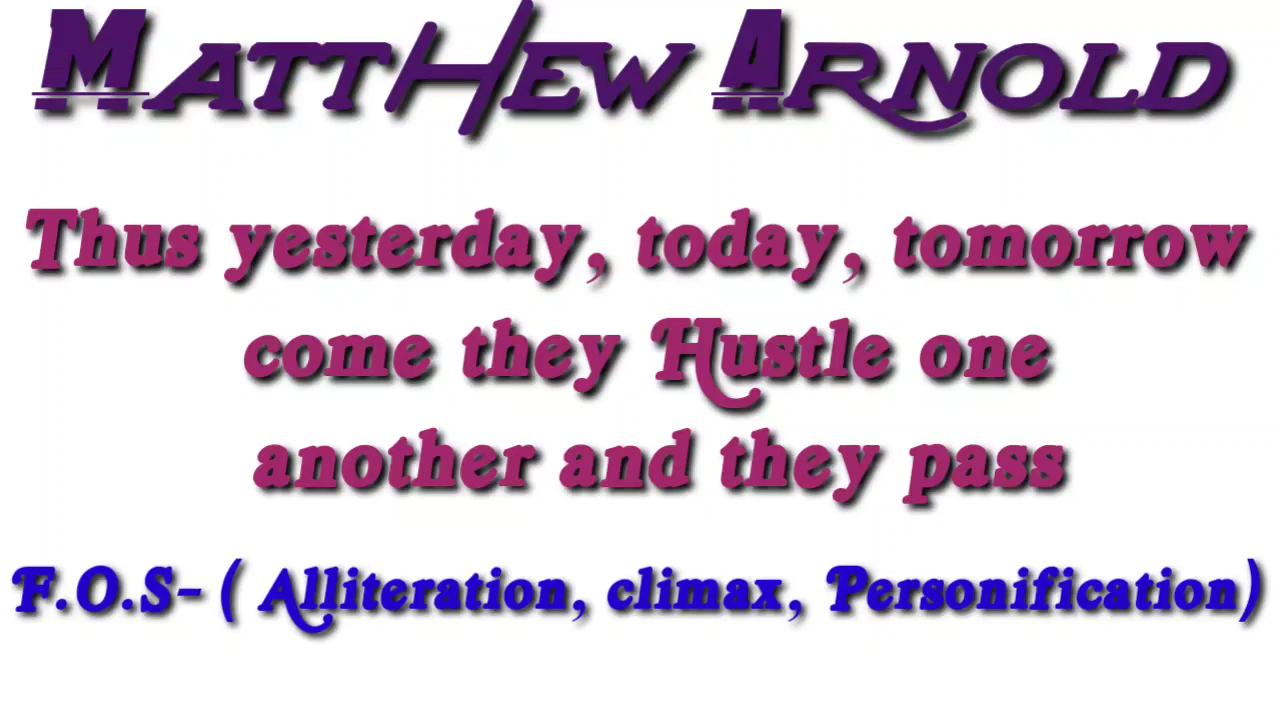 Matthew Arnold
Thus yesterday, today, tomorrow
come they Hustle one
another and they pass
F.O.S- ( Alliteration, climax, Personification)